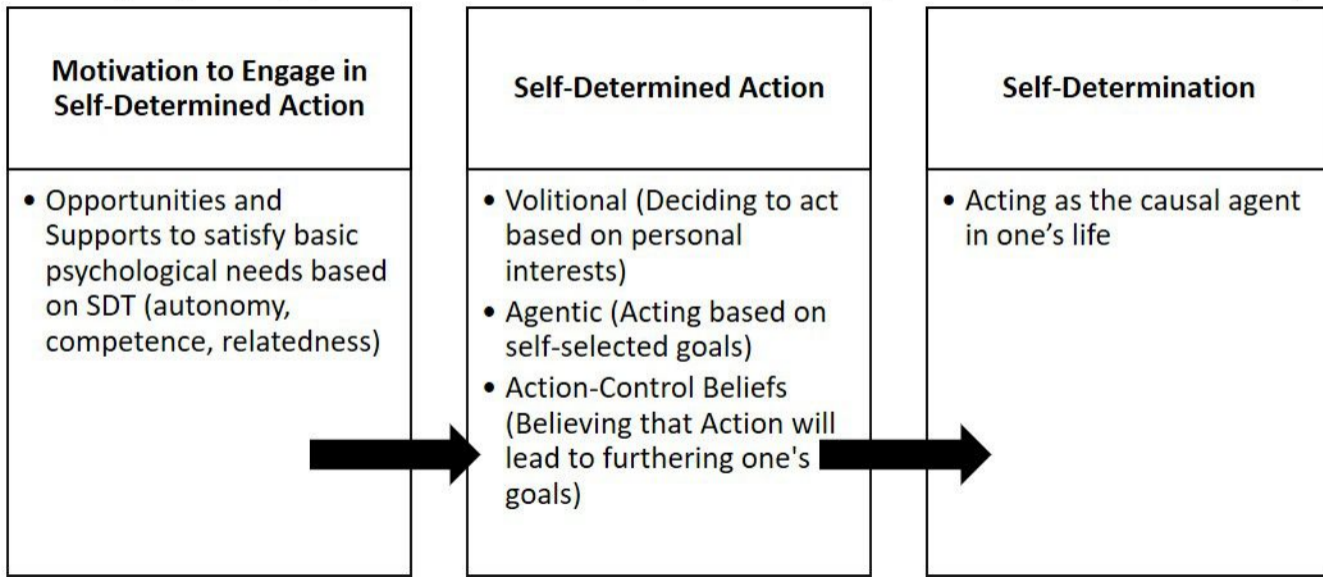 Motivation to Engage in
Self-Determined Action
• Opportunities and
Supports to satisfy basic
psychological needs based
on SDT (autonomy,
competence, relatedness)
Self-Determined Action
• Volitional (Deciding to act
based on personal
interests)
• Agentic (Acting based on
self-selected goals)
• Action-Control Beliefs
(Believing that Action will
lead to furthering one's
goals)
Self-Determination
• Acting as the causal agent
in one’s life